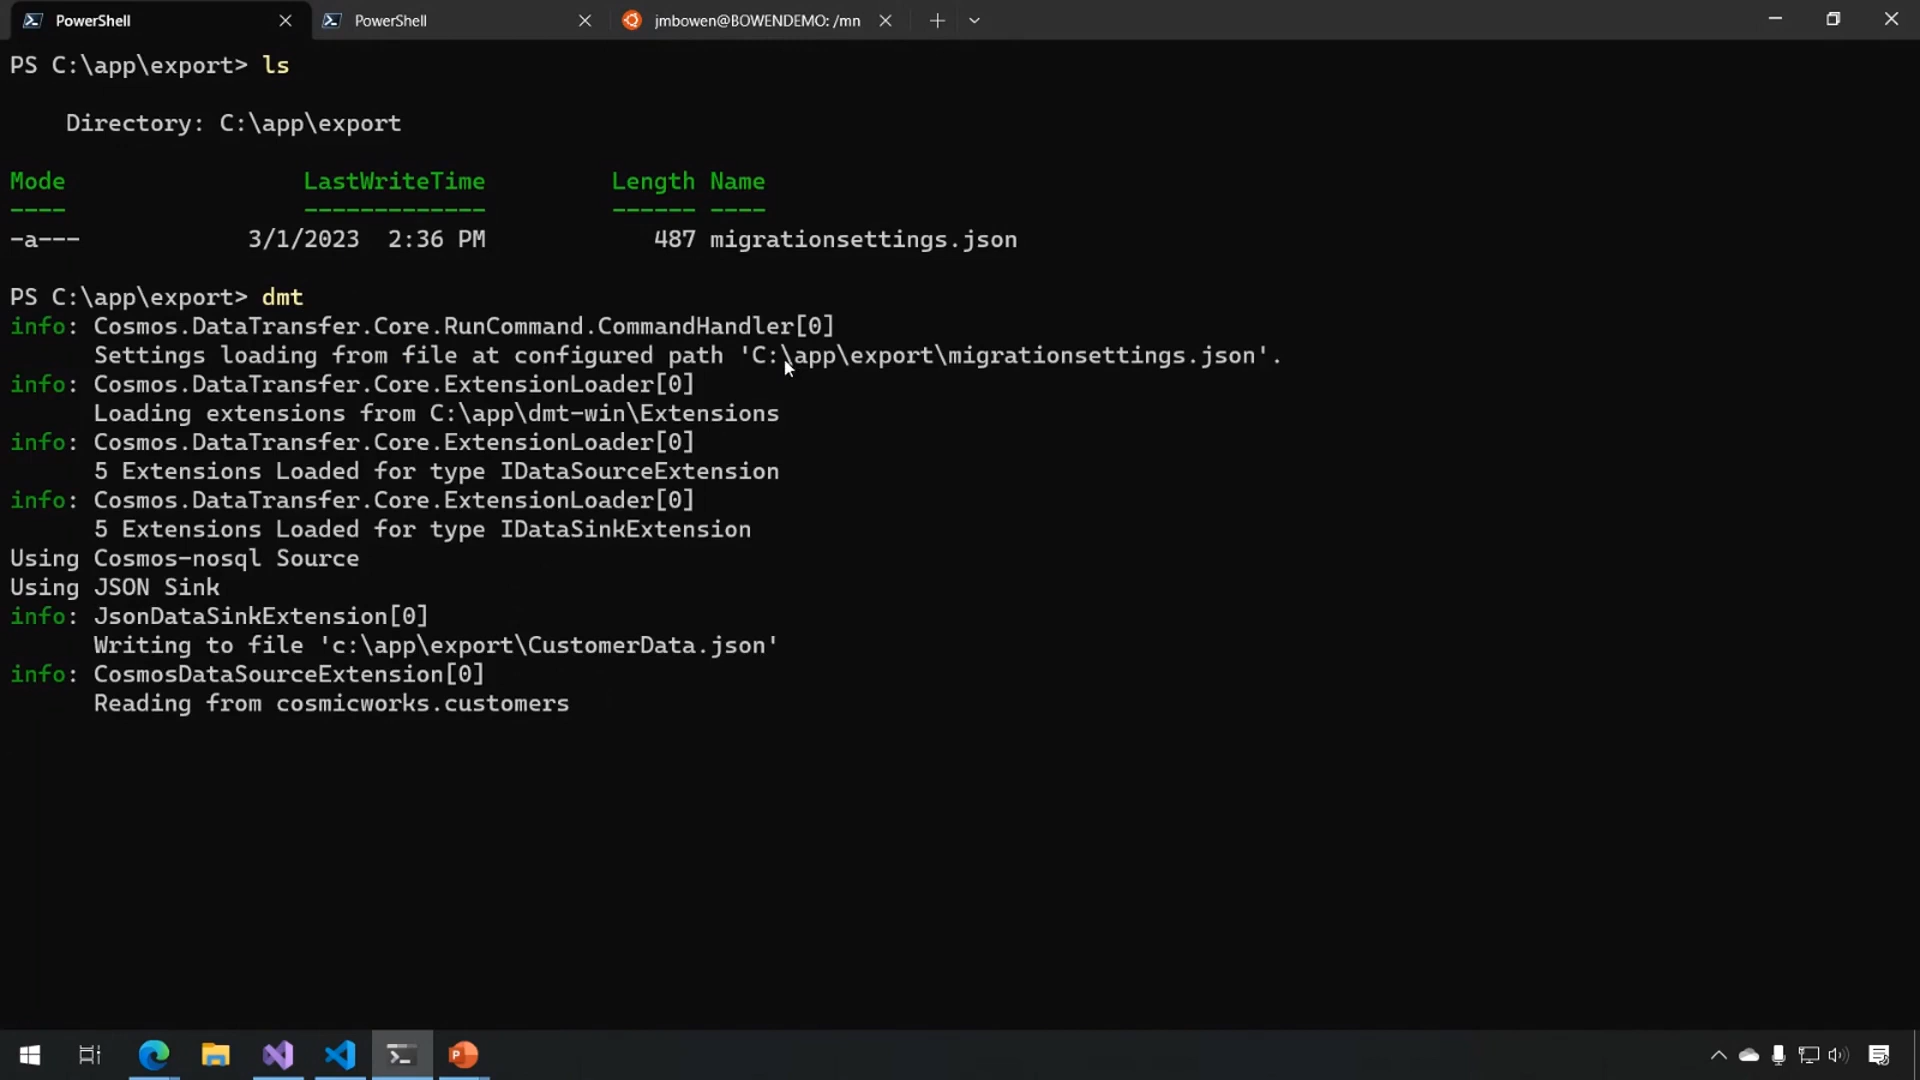 PowerShell
PowerShell
jmbowen@BOWENDEMO: /mn
PS C:\app\export> ls
Directory: C:\app\export
Mode LastWriteTime Length Name
---- ------------- ------ ----
-a--- 3/1/2023 2:36 PM 487 migrationsettings.json
PS C:\app\export> dmt
info: Cosmos.DataTransfer.Core.RunCommand.CommandHandler[0]
Settings loading from file at configured path 'C:\app\export\migrationsettings.json'.
info: Cosmos.DataTransfer.Core.ExtensionLoader[0]
Loading extensions from C:\app\dmt-win\Extensions
info: Cosmos.DataTransfer.Core.ExtensionLoader[0]
5 Extensions Loaded for type IDataSourceExtension
info: Cosmos.DataTransfer.Core.ExtensionLoader[0]
5 Extensions Loaded for type IDataSinkExtension
Using Cosmos-nosql Source
Using JSON Sink
info: JsonDataSinkExtension[0]
Writing to file 'c:\app\export\CustomerData.json'
info: CosmosDataSourceExtension[0]
Reading from cosmicworks.customers